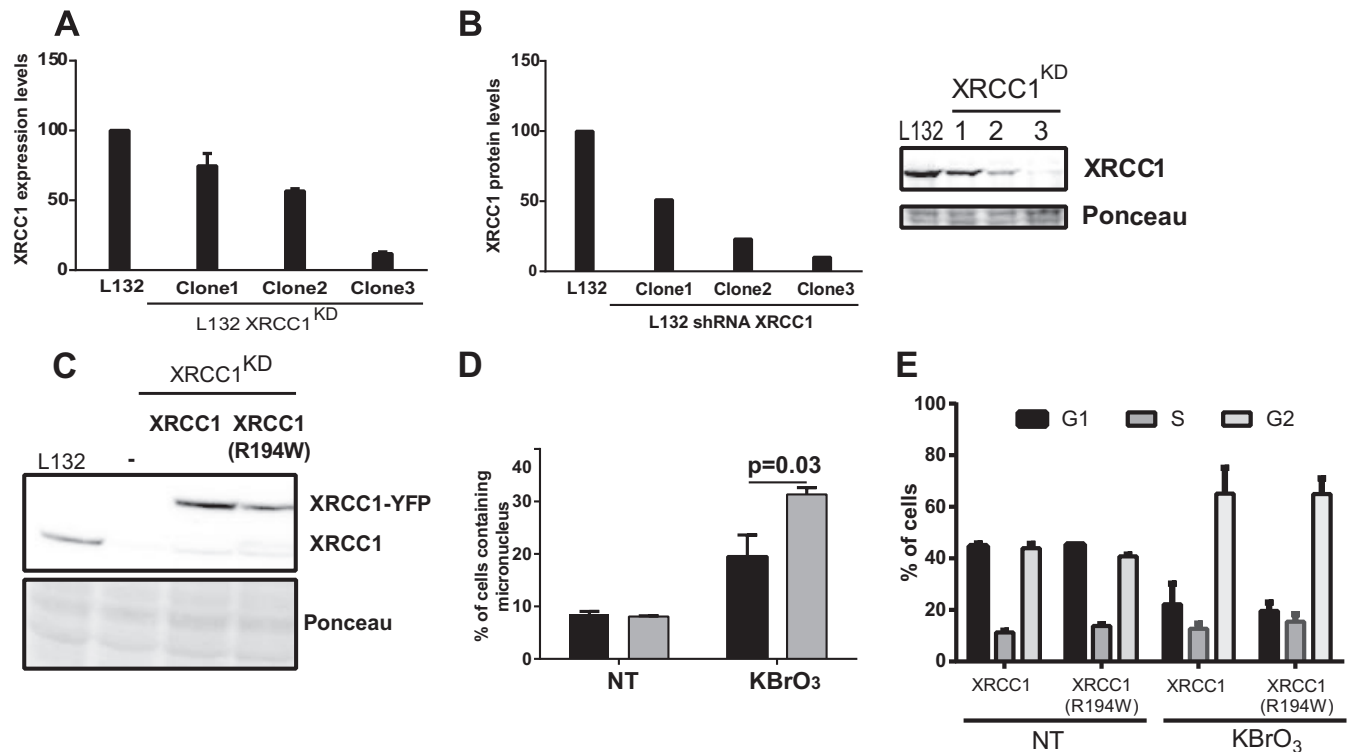 A
XRCC1 expression levels
150
100
50
0
L132
Clone1 Clone2 Clone3
L132 XRCC1KD
B
XRCC1 protein levels
150
100
50
0
L132
Clone1 Clone2 Clone3
L132 shRNA XRCC1
XRCC1KD
L132 1 2 3
XRCC1
Ponceau
C
XRCC1KD
XRCC1 XRCC1
(R194W)
L132 -
XRCC1-YFP
XRCC1
Ponceau
D
% of cells containing
micronucleus
40
30
20
10
0
p=0.03
NT KBrO3
E
% of cells
100
80
60
40
20
0
G1 S G2
XRCC1 XRCC1 XRCC1 XRCC1
(R194W) (R194W)
NT KBrO3